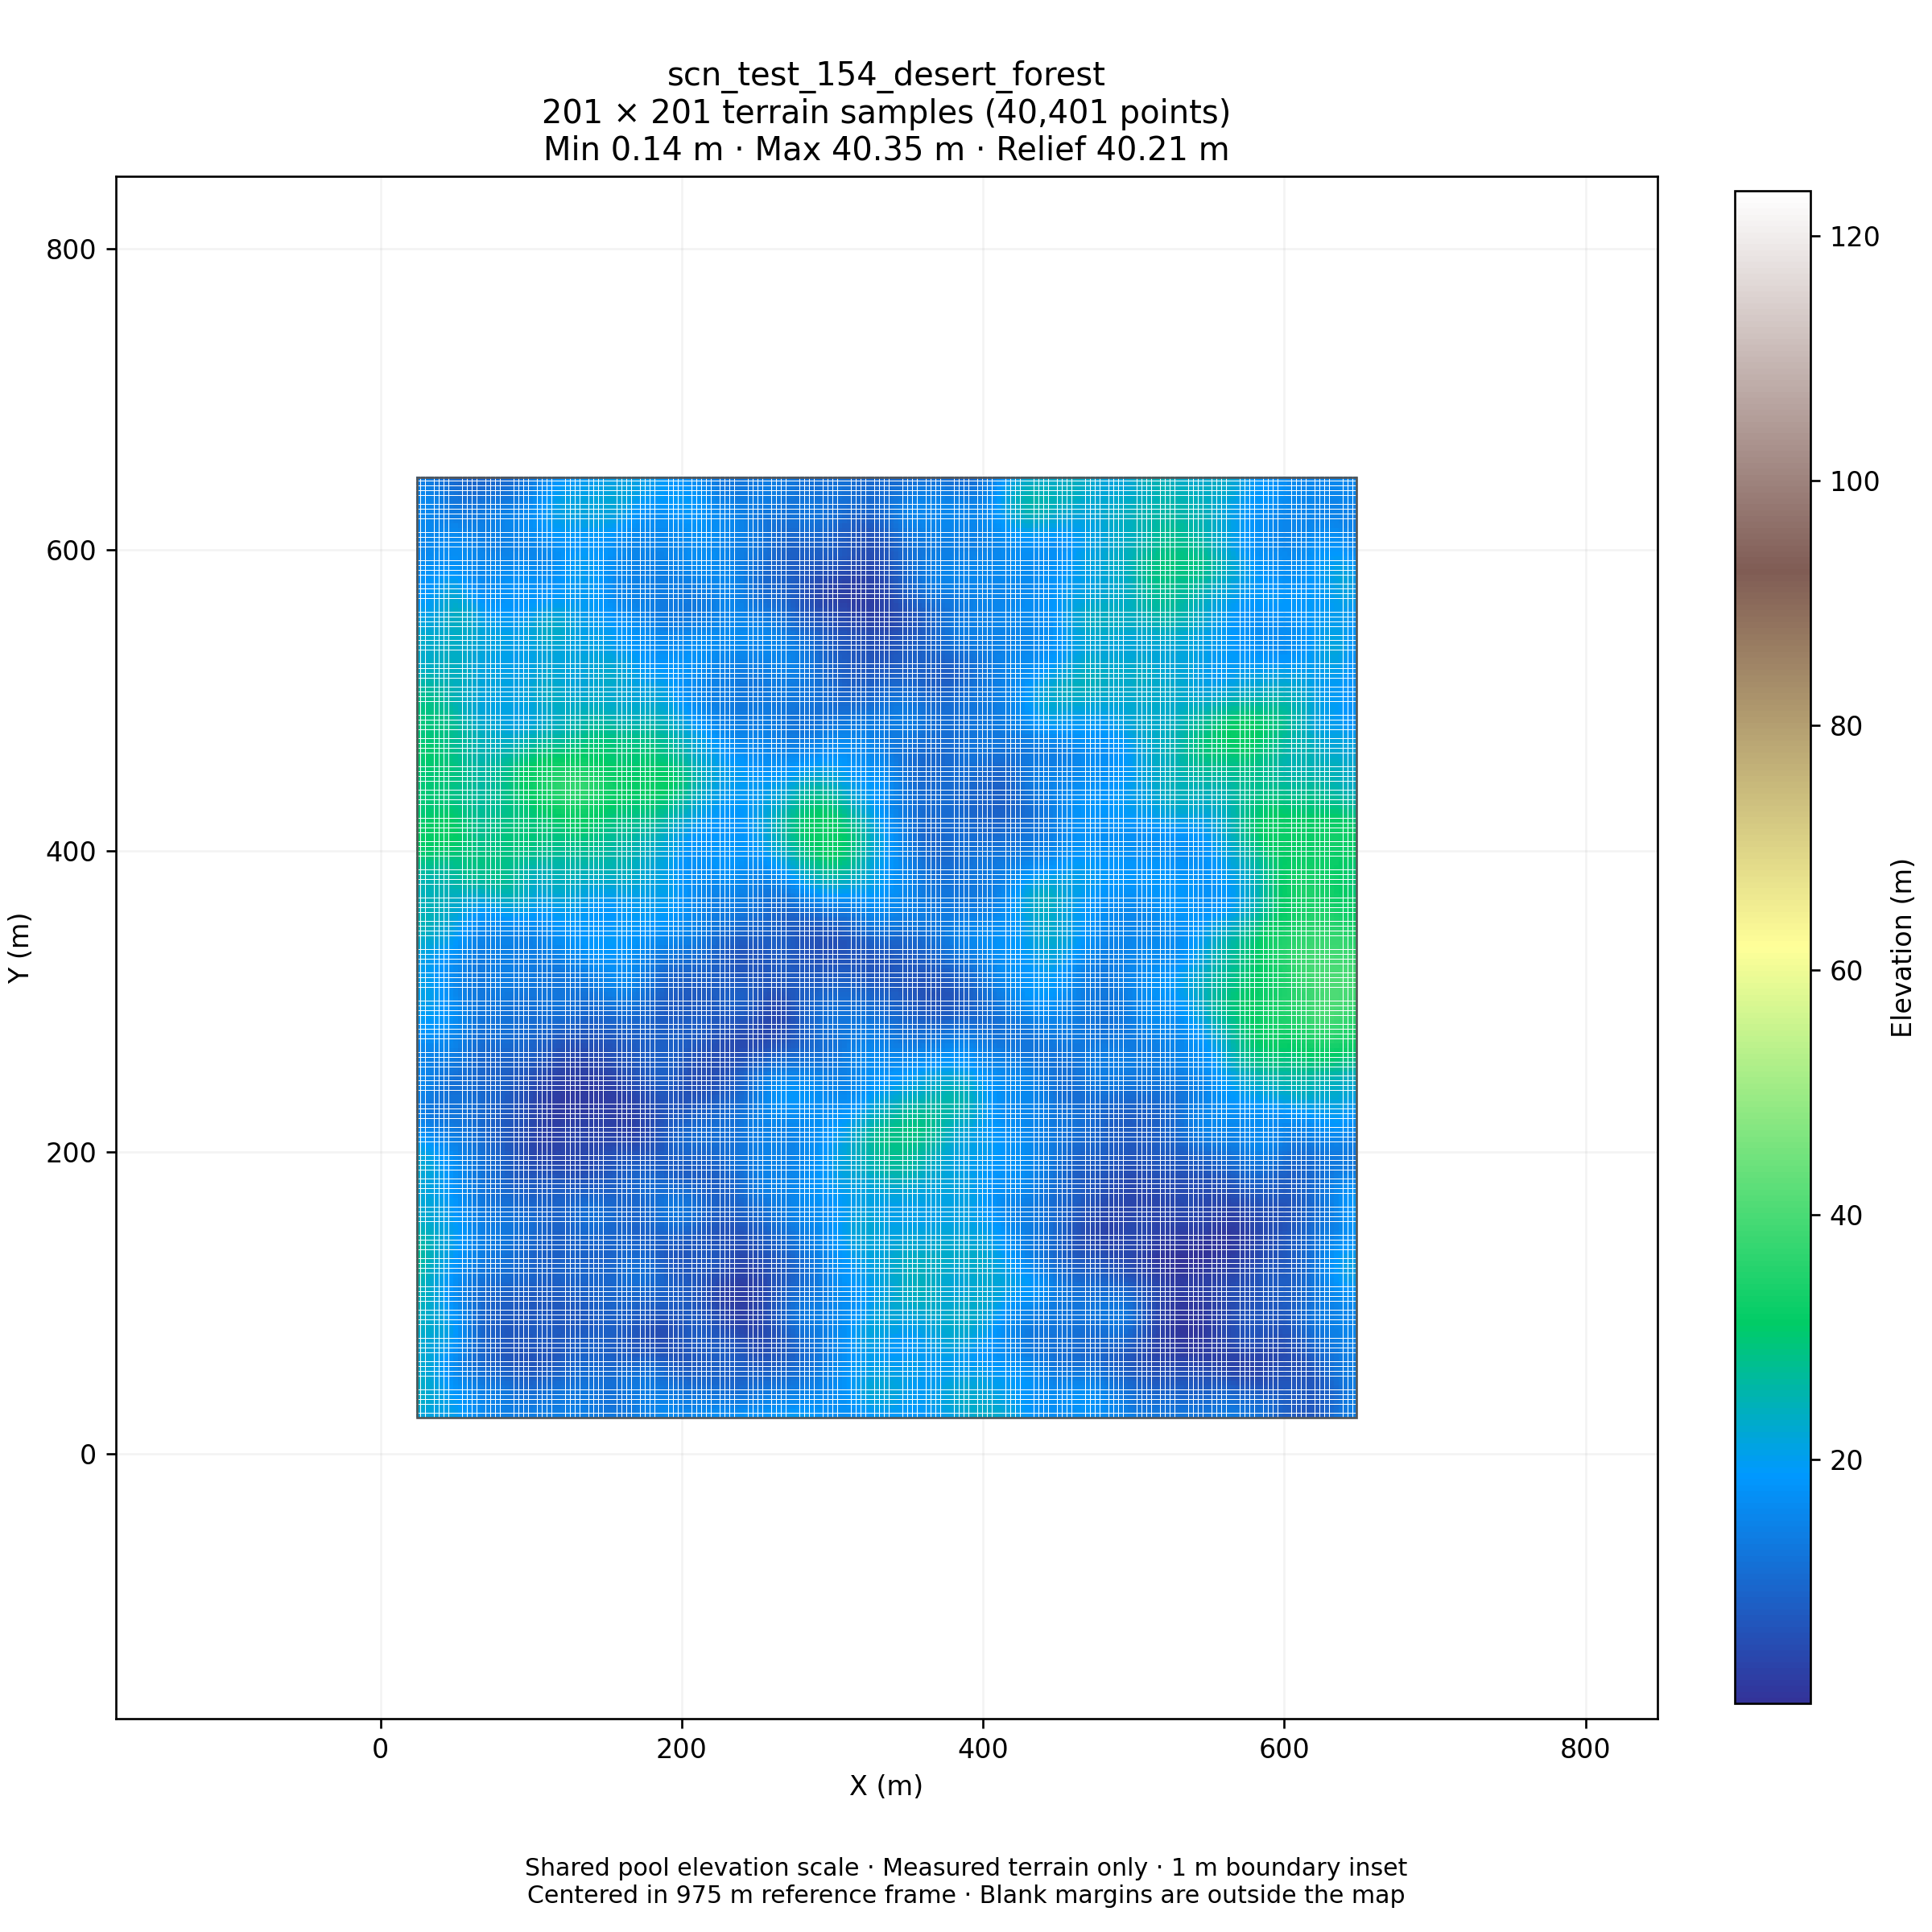 scn_test_154_desert_forest
201 × 201 terrain samples (40,401 points)
Min 0.14 m · Max 40.35 m · Relief 40.21 m
800
600
400
200
0
Y (m)
0
200
400
600
800
X (m)
120
100
80
60
40
20
Elevation (m)
Shared pool elevation scale · Measured terrain only · 1 m boundary inset
Centered in 975 m reference frame · Blank margins are outside the map